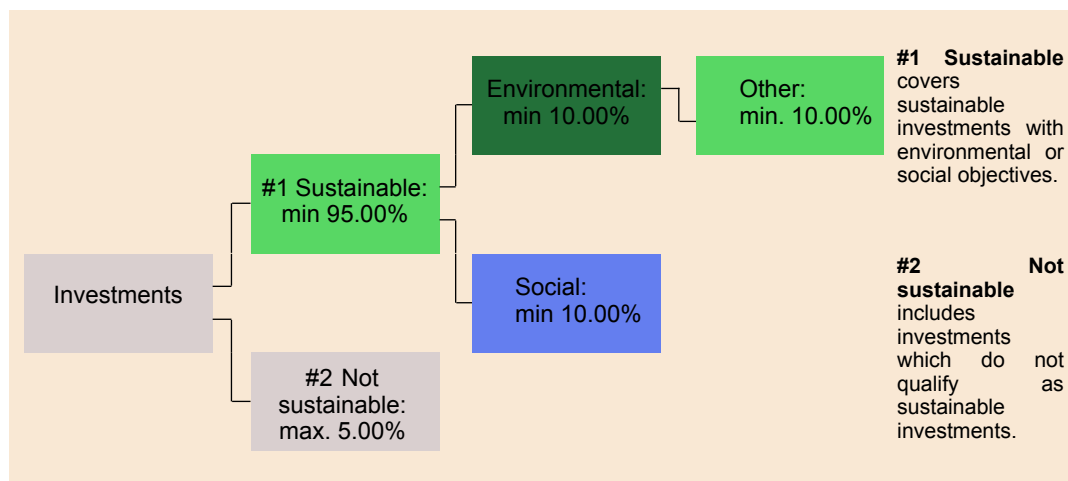 Investments
#1 Sustainable:
min 95.00%
#2 Not
sustainable:
max. 5.00%
Environmental:
min 10.00%
Social:
min 10.00%
Other:
min. 10.00%
#1 Sustainable
covers
sustainable
investments with
environmental or
social objectives.
#2 Not
sustainable
includes
investments
which do not
qualify as
sustainable
investments.